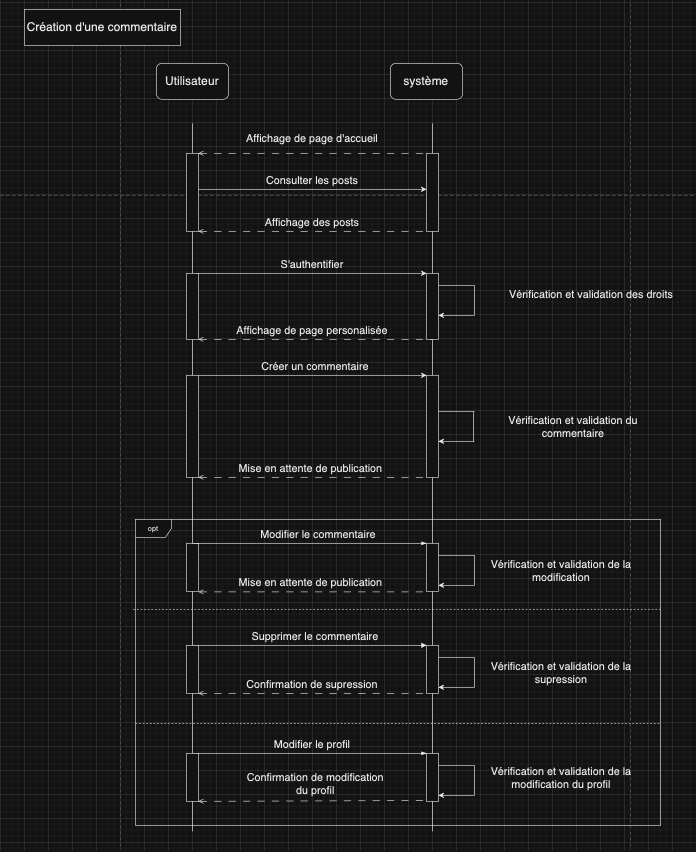 Création d'une commentaire
Utilisateur
système
Affichage de page d'accueil
Consulter les posts
Affichage des posts
S'authentifier
Vérification et validation des droits
Affichage de page personalisée
Créer un commentaire
Vérification et validation du
commentaire
Mise en attente de publication
opt
Modifier le commentaire
Vérification et validation de la
modification
Mise en attente de publication
Supprimer le commentaire
Vérification et validation de la
supression
Confirmation de supression
Modifier le profil
Vérification et validation de la
modification du profil
Confirmation de modification
du profil